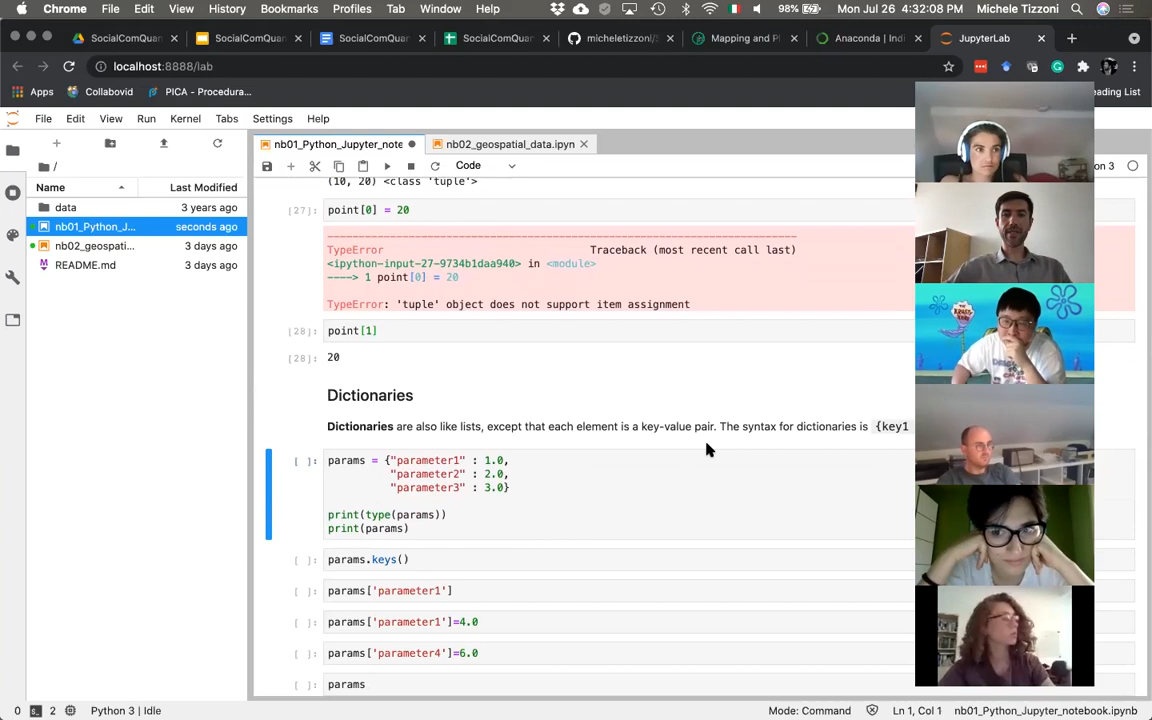 Chrome File Edit View History Bookmarks Profiles Tab Window Help 98% Mon Jul 26 4:32:08 PM Michele Tizzoni
SocialComQuan SocialComQuan SocialComQuan SocialComQuan micheletizzoni/S Mapping and Pl Anaconda | Indi JupyterLab
localhost:8888/lab
Apps Collabovid PICA - Procedura... eading List
File Edit View Run Kernel Tabs Settings Help
nb01_Python_Jupyter_note nb02_geospatial_data.ipyn
/
Code
on 3
Name Last Modified
data 3 years ago
nb01_Python_J... seconds ago
nb02_geospati... 3 days ago
README.md 3 days ago
(10, 20) <class 'tuple'>
[27]: point[0] = 20
TypeError Traceback (most recent call last)
<ipython-input-27-9734b1daa940> in <module>
----> 1 point[0] = 20
TypeError: 'tuple' object does not support item assignment
[28]: point[1]
[28]: 20
Dictionaries
Dictionaries are also like lists, except that each element is a key-value pair. The syntax for dictionaries is {key1
[ ]: params = {"parameter1" : 1.0,
"parameter2" : 2.0,
"parameter3" : 3.0}
print(type(params))
print(params)
[ ]: params.keys()
[ ]: params['parameter1']
[ ]: params['parameter1']=4.0
[ ]: params['parameter4']=6.0
[ ]: params
0 2 Python 3 | Idle Mode: Command Ln 1, Col 1 nb01_Python_Jupyter_notebook.ipynb